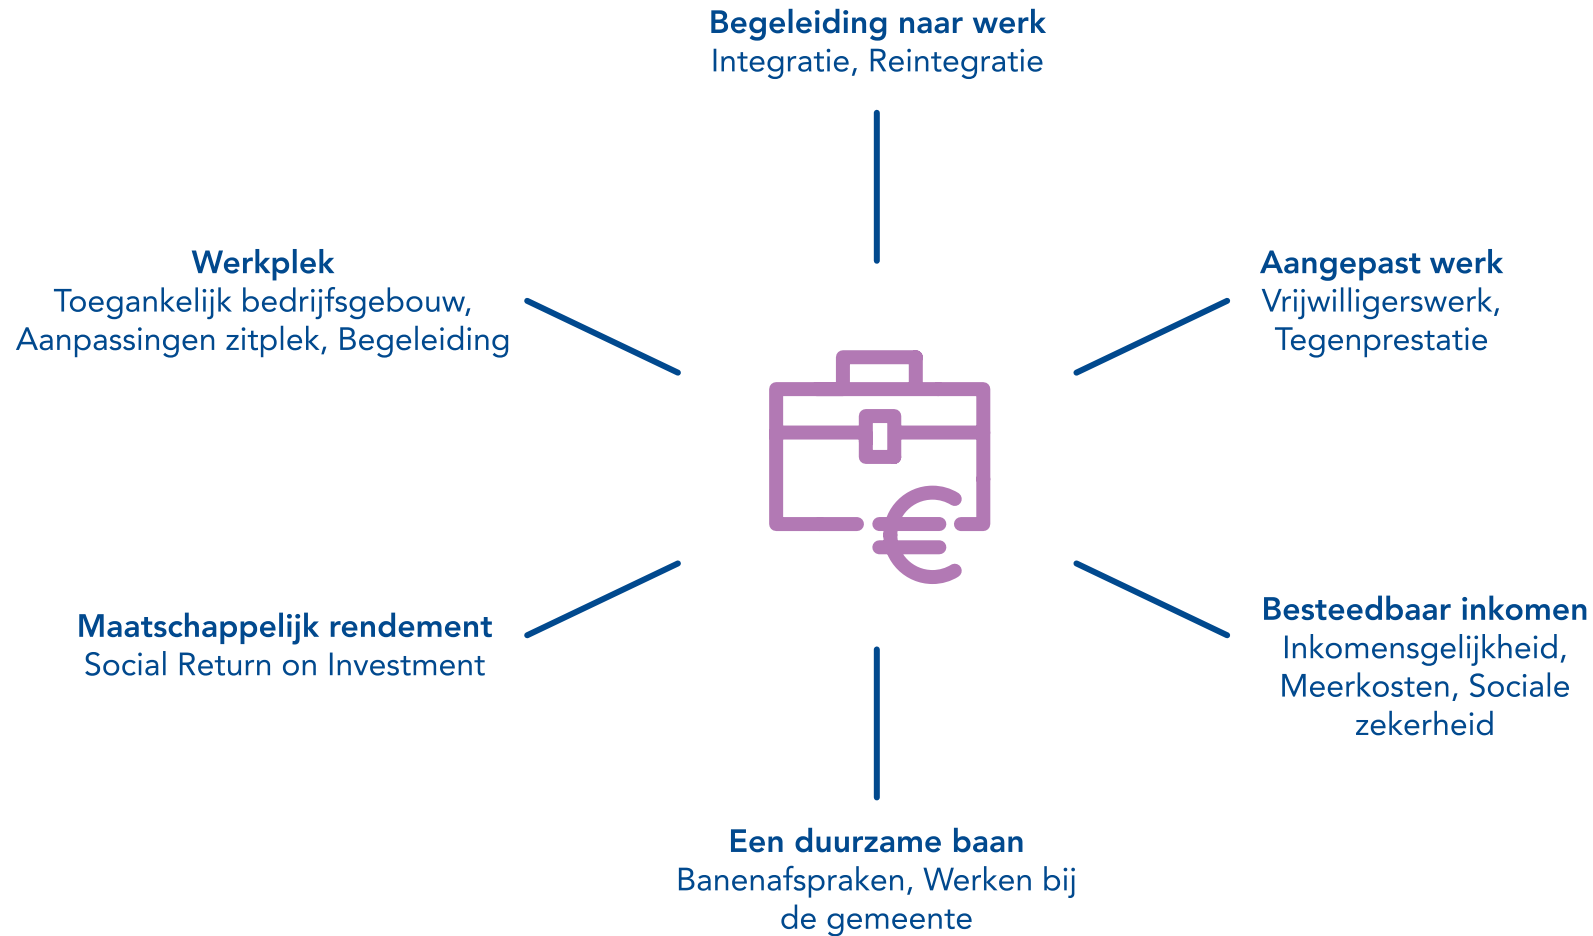 Begeleiding naar werk
Integratie, Reintegratie
Werkplek
Toegankelijk bedrijfsgebouw,
Aanpassingen zitplek, Begeleiding
Aangepast werk
Vrijwilligerswerk,
Tegenprestatie
Maatschappelijk rendement
Social Return on Investment
Besteedbaar inkomen
Inkomensgelijkheid,
Meerkosten, Sociale
zekerheid
Een duurzame baan
Banenafspraken, Werken bij
de gemeente